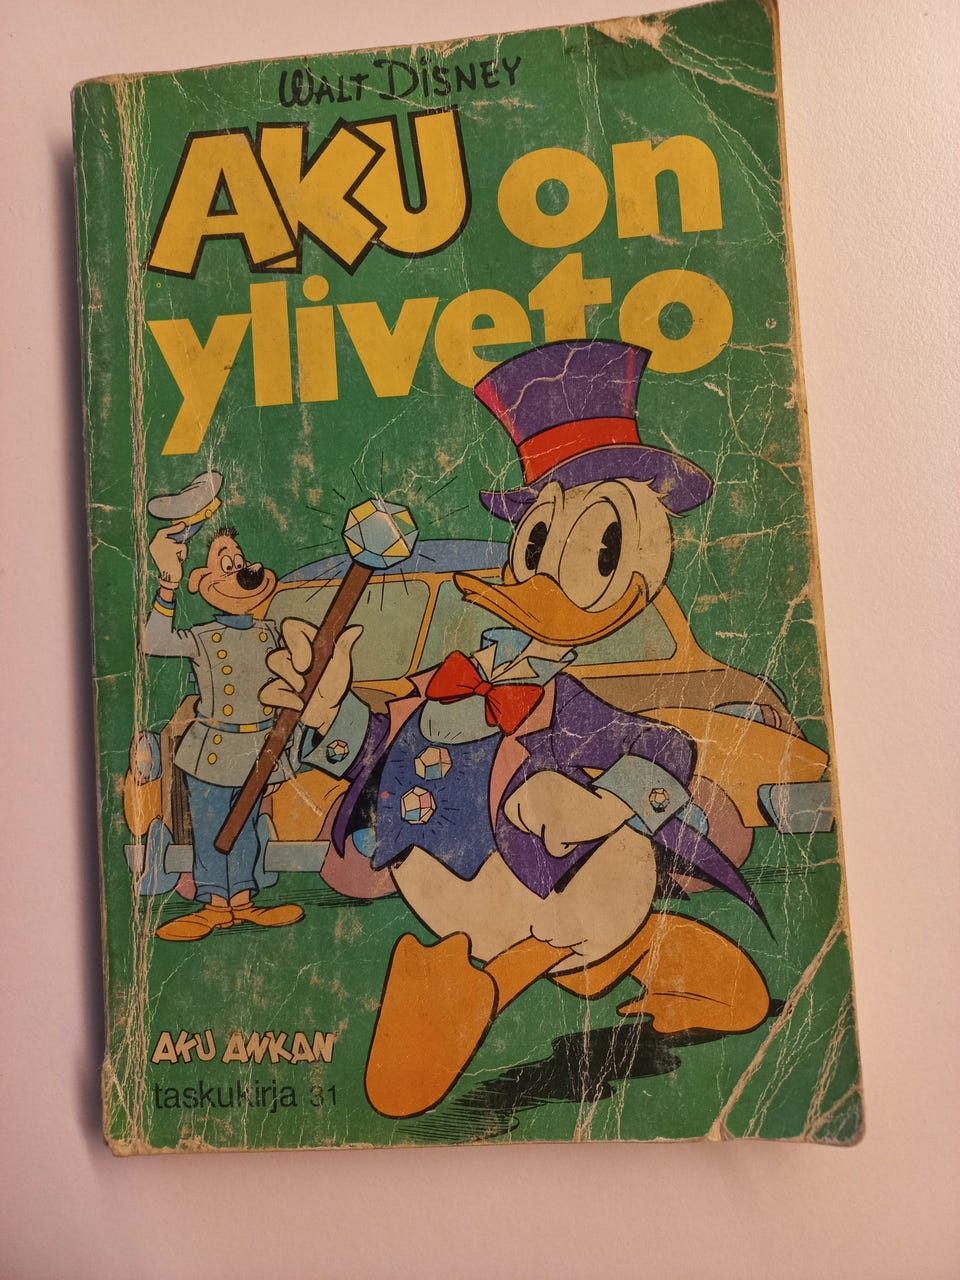 WALT DISNEY
AKU on
yliveto
AKU ANKAN
taskukirja 31